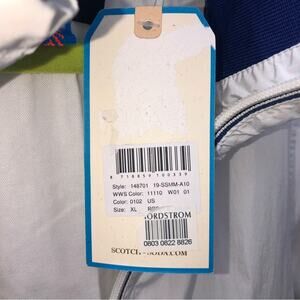 8 718859 100339
Style: 148701 19-SSMM-A10
WWS Color: 11110 W01 01
Color: 0102 US
Size: XL
NORDSTROM
0803 0822 8826